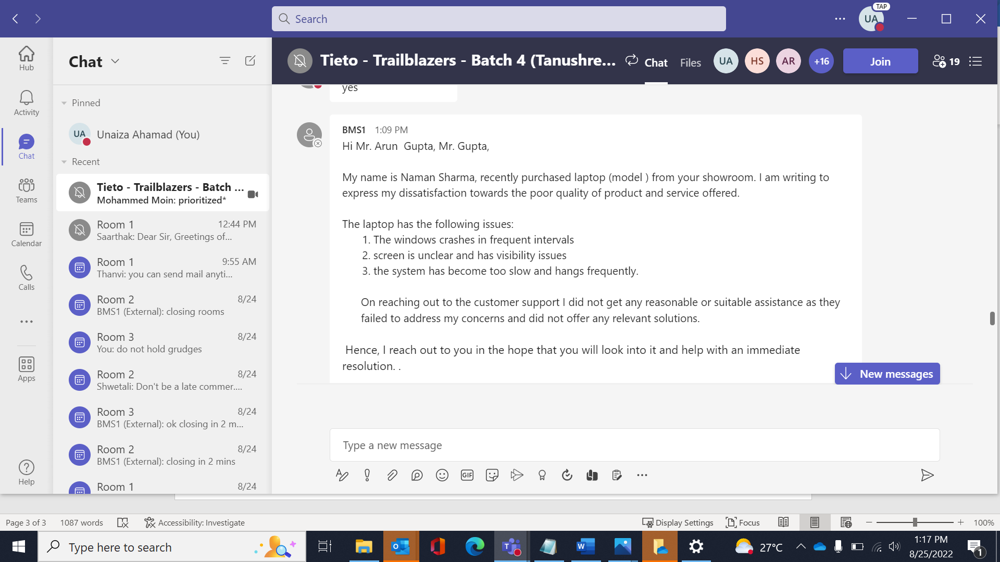 Search
TAP
UA
Hub
Activity
Chat
Teams
Calendar
Calls
Apps
Help
Chat
Pinned
UA
Unaiza Ahamad (You)
Recent
Tieto - Trailblazers - Batch ...
Mohammed Moin: prioritized*
Room 1
12:44 PM
Saarthak: Dear Sir, Greetings of...
Room 1
9:55 AM
Thanvi: you can send mail anyti...
Room 2
8/24
BMS1 (External): closing rooms
Room 3
8/24
You: do not hold grudges
Room 2
8/24
Shwetali: Don't be a late commer....
Room 3
8/24
BMS1 (External): ok closing in 2 m...
Room 2
8/24
BMS1 (External): closing in 2 mins
Room 1
8/24
Tieto - Trailblazers - Batch 4 (Tanushre...
Chat
Files
UA
HS
AR
+16
Join
19
yes
BMS1 1:09 PM
Hi Mr. Arun  Gupta, Mr. Gupta,
My name is Naman Sharma, recently purchased laptop (model ) from your showroom. I am writing to
express my dissatisfaction towards the poor quality of product and service offered.
The laptop has the following issues:
1. The windows crashes in frequent intervals
2. screen is unclear and has visibility issues
3. the system has become too slow and hangs frequently.
On reaching out to the customer support I did not get any reasonable or suitable assistance as they
failed to address my concerns and did not offer any relevant solutions.
Hence, I reach out to you in the hope that you will look into it and help with an immediate
resolution. .
New messages
Type a new message
GIF
Page 3 of 3
1087 words
Accessibility: Investigate
Display Settings
Focus
100%
Type here to search
27°C
1:17 PM
8/25/2022
1